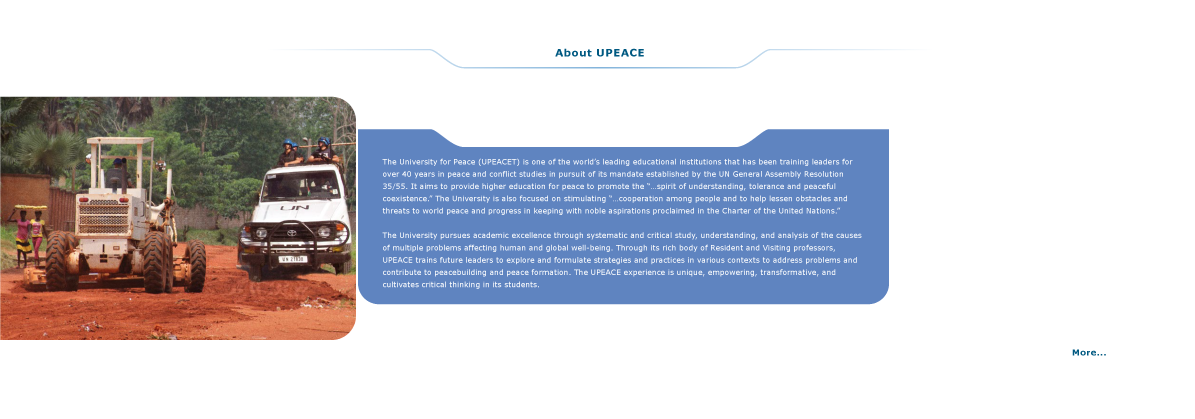 About UPEACE
The University for Peace (UPEACET) is one of the world's leading educational institutions that has been training leaders for
over 40 years in peace and conflict studies in pursuit of its mandate established by the UN General Assembly Resolution
35/55. It aims to provide higher education for peace to promote the "…spirit of understanding, tolerance and peaceful
coexistence." The University is also focused on stimulating "…cooperation among people and to help lessen obstacles and
threats to world peace and progress in keeping with noble aspirations proclaimed in the Charter of the United Nations."
The University pursues academic excellence through systematic and critical study, understanding, and analysis of the causes
of multiple problems affecting human and global well-being. Through its rich body of Resident and Visiting professors,
UPEACE trains future leaders to explore and formulate strategies and practices in various contexts to address problems and
contribute to peacebuilding and peace formation. The UPEACE experience is unique, empowering, transformative, and
cultivates critical thinking in its students.
UN
More...